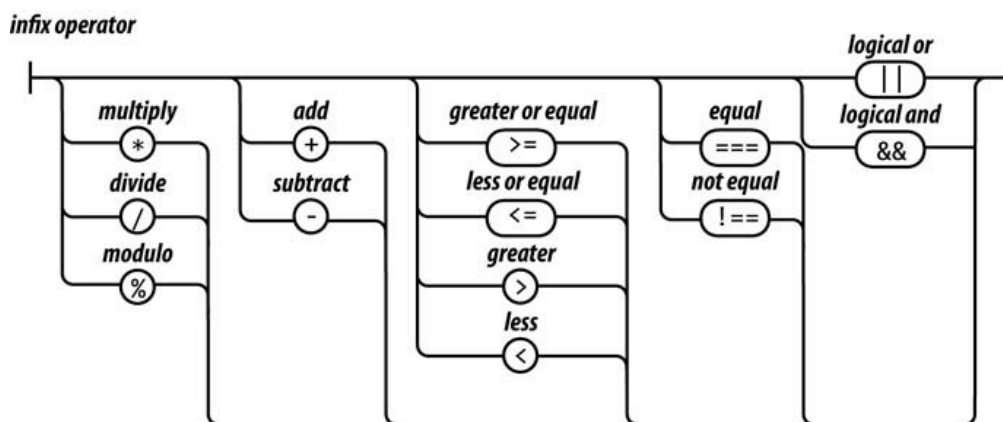 infix operator
logical or
||
multiply
*
add
+
greater or equal
>=
equal
===
logical and
&&
divide
/
subtract
-
less or equal
<=
not equal
!==
modulo
%
greater
>
less
<